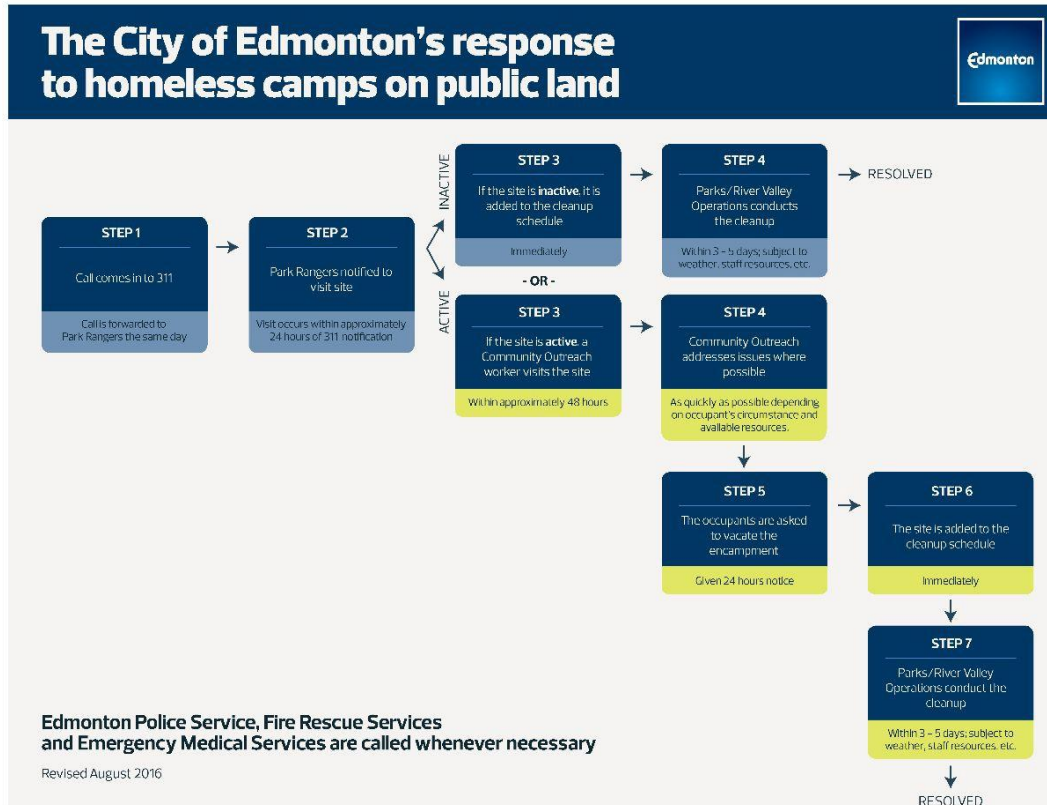 The City of Edmonton's response
to homeless camps on public land
Edmonton
STEP 1
Call comes in to 311
Call is forwarded to
Park Rangers the same day
STEP 2
Park Rangers notified to
visit site
Visit occurs within approximately
24 hours of 311 notification
INACTIVE
STEP 3
If the site is inactive, it is
added to the cleanup
schedule
Immediately
STEP 4
Parks/River Valley
Operations conducts
the cleanup
Within 3 – 5 days; subject to
weather, staff resources, etc.
RESOLVED
- OR -
ACTIVE
STEP 3
If the site is active, a
Community Outreach
worker visits the site
Within approximately 48 hours
STEP 4
Community Outreach
addresses issues where
possible
As quickly as possible depending
on occupant's circumstance and
available resources.
STEP 5
The occupants are asked
to vacate the
encampment
Given 24 hours notice
STEP 6
The site is added to the
cleanup schedule
Immediately
STEP 7
Parks/River Valley
Operations conduct the
cleanup
Within 3 – 5 days; subject to
weather, staff resources, etc.
RESOLVED
Edmonton Police Service, Fire Rescue Services
and Emergency Medical Services are called whenever necessary
Revised August 2016